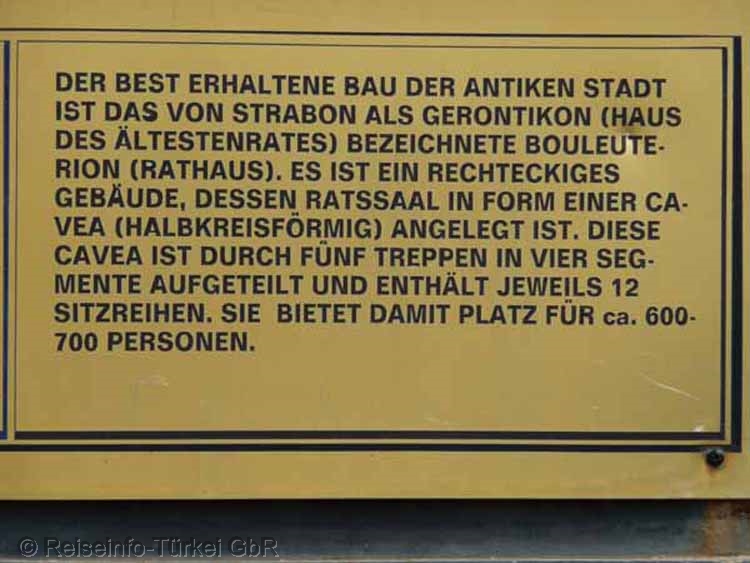 DER BEST ERHALTENE BAU DER ANTIKEN STADT
IST DAS VON STRABON ALS GERONTIKON (HAUS
DES ÄLTESTENRATES) BEZEICHNETE BOULEUTE-
RION (RATHAUS). ES IST EIN RECHTECKIGES
GEBÄUDE, DESSEN RATSSAAL IN FORM EINER CA-
VEA (HALBKREISFÖRMIG) ANGELEGT IST. DIESE
CAVEA IST DURCH FÜNF TREPPEN IN VIER SEG-
MENTE AUFGETEILT UND ENTHÄLT JEWEILS 12
SITZREIHEN. SIE BIETET DAMIT PLATZ FÜR ca. 600-
700 PERSONEN.
© Reiseinfo-Türkei GbR